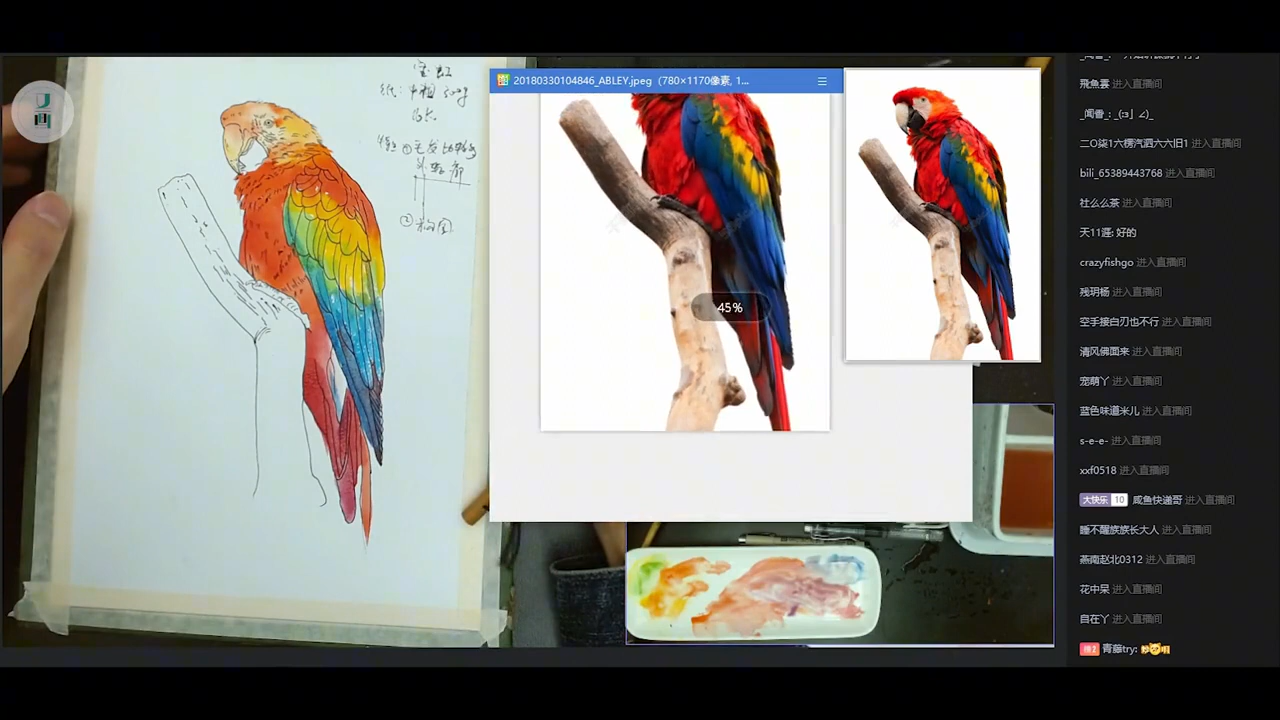 20180330104846_ABLEY.jpeg (780×1170像素, 1...
45%
飛魚雲 进入直播间
_闻香_: _(:з」∠)_
二O柒1六楞汽泗六六旧1 进入直播间
bili_65389443768 进入直播间
社么么茶 进入直播间
天11涯: 好的
crazyfishgo 进入直播间
残玥杨 进入直播间
空手接白刃也不行 进入直播间
清风佛面来 进入直播间
宠萌丫 进入直播间
蓝色味道米儿 进入直播间
s-e-e- 进入直播间
xxf0518 进入直播间
大快乐 10 咸鱼快递哥 进入直播间
睡不醒族族长大人 进入直播间
燕南赵北0312 进入直播间
花中呆 进入直播间
自在丫 进入直播间
青藤try: